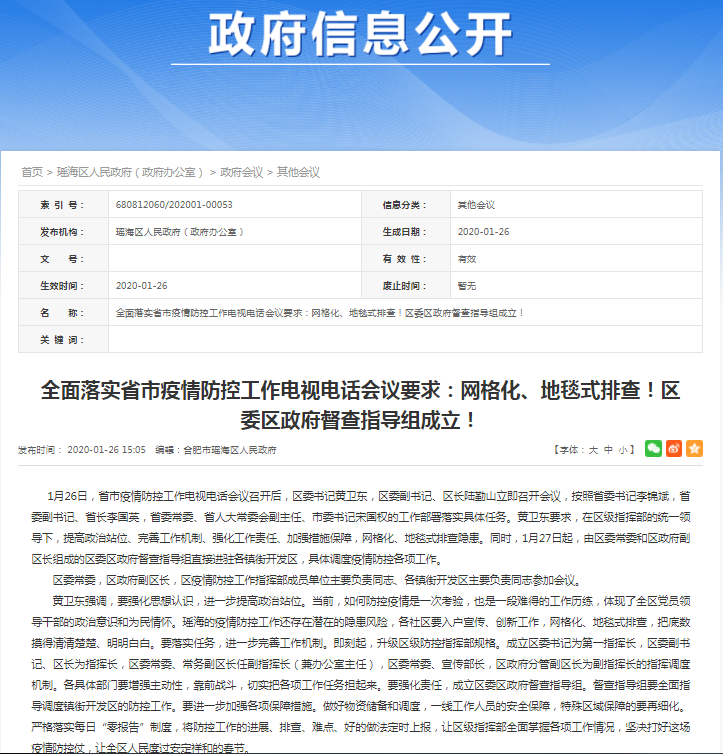 政府信息公开
首页 > 瑶海区人民政府（政府办公室） > 政府会议 > 其他会议
索 引 号： 680812060/202001-00053 信息分类： 其他会议
发布机构： 瑶海区人民政府（政府办公室） 生成日期： 2020-01-26
文 号： 有 效 性： 有效
生效时间： 2020-01-26 废止时间： 暂无
名 称： 全面落实省市疫情防控工作电视电话会议要求：网格化、地毯式排查！区委区政府督查指导组成立！
关 键 词：
全面落实省市疫情防控工作电视电话会议要求：网格化、地毯式排查！区
委区政府督查指导组成立！
发布时间： 2020-01-26 15:05 编辑：合肥市瑶海区人民政府 【字体： 大 中 小 】
1月26日，省市疫情防控工作电视电话会议召开后，区委书记黄卫东，区委副书记、区长陆勤山立即召开会议，按照省委书记李锦斌，省
委副书记、省长李国英，省委常委、省人大常委会副主任、市委书记宋国权的工作部署落实具体任务。黄卫东要求，在区级指挥部的统一领
导下，提高政治站位、完善工作机制、强化工作责任、加强措施保障，网格化、地毯式排查隐患。同时，1月27日起，由区委常委和区政府副
区长组成的区委区政府督查指导组直接进驻各镇街开发区，具体调度疫情防控各项工作。
区委常委，区政府副区长，区疫情防控工作指挥部成员单位主要负责同志、各镇街开发区主要负责同志参加会议。
黄卫东强调，要强化思想认识，进一步提高政治站位。当前，如何防控疫情是一次考验，也是一段难得的工作历练，体现了全区党员领
导干部的政治意识和为民情怀。瑶海的疫情防控工作还存在潜在的隐患风险，各社区要入户宣传、创新工作，网格化、地毯式排查，把底数
摸得清清楚楚、明明白白。要落实任务，进一步完善工作机制。即刻起，升级区级防控指挥部规格。成立区委书记为第一指挥长，区委副书
记、区长为指挥长，区委常委、常务副区长任副指挥长（兼办公室主任），区委常委、宣传部长，区政府分管副区长为副指挥长的指挥调度
机制。各具体部门要增强主动性，靠前战斗，切实把各项工作任务担起来。要强化责任，成立区委区政府督查指导组。督查指导组要全面指
导调度镇街开发区的防控工作。要进一步加强各项保障措施。做好物资储备和调度，一线工作人员的安全保障，特殊区域保障的要再细化。
严格落实每日“零报告”制度，将防控工作的进展、排查、难点、好的做法定时上报，让区级指挥部全面掌握各项工作情况，坚决打好这场
疫情防控仗，让全区人民度过安定祥和的春节。